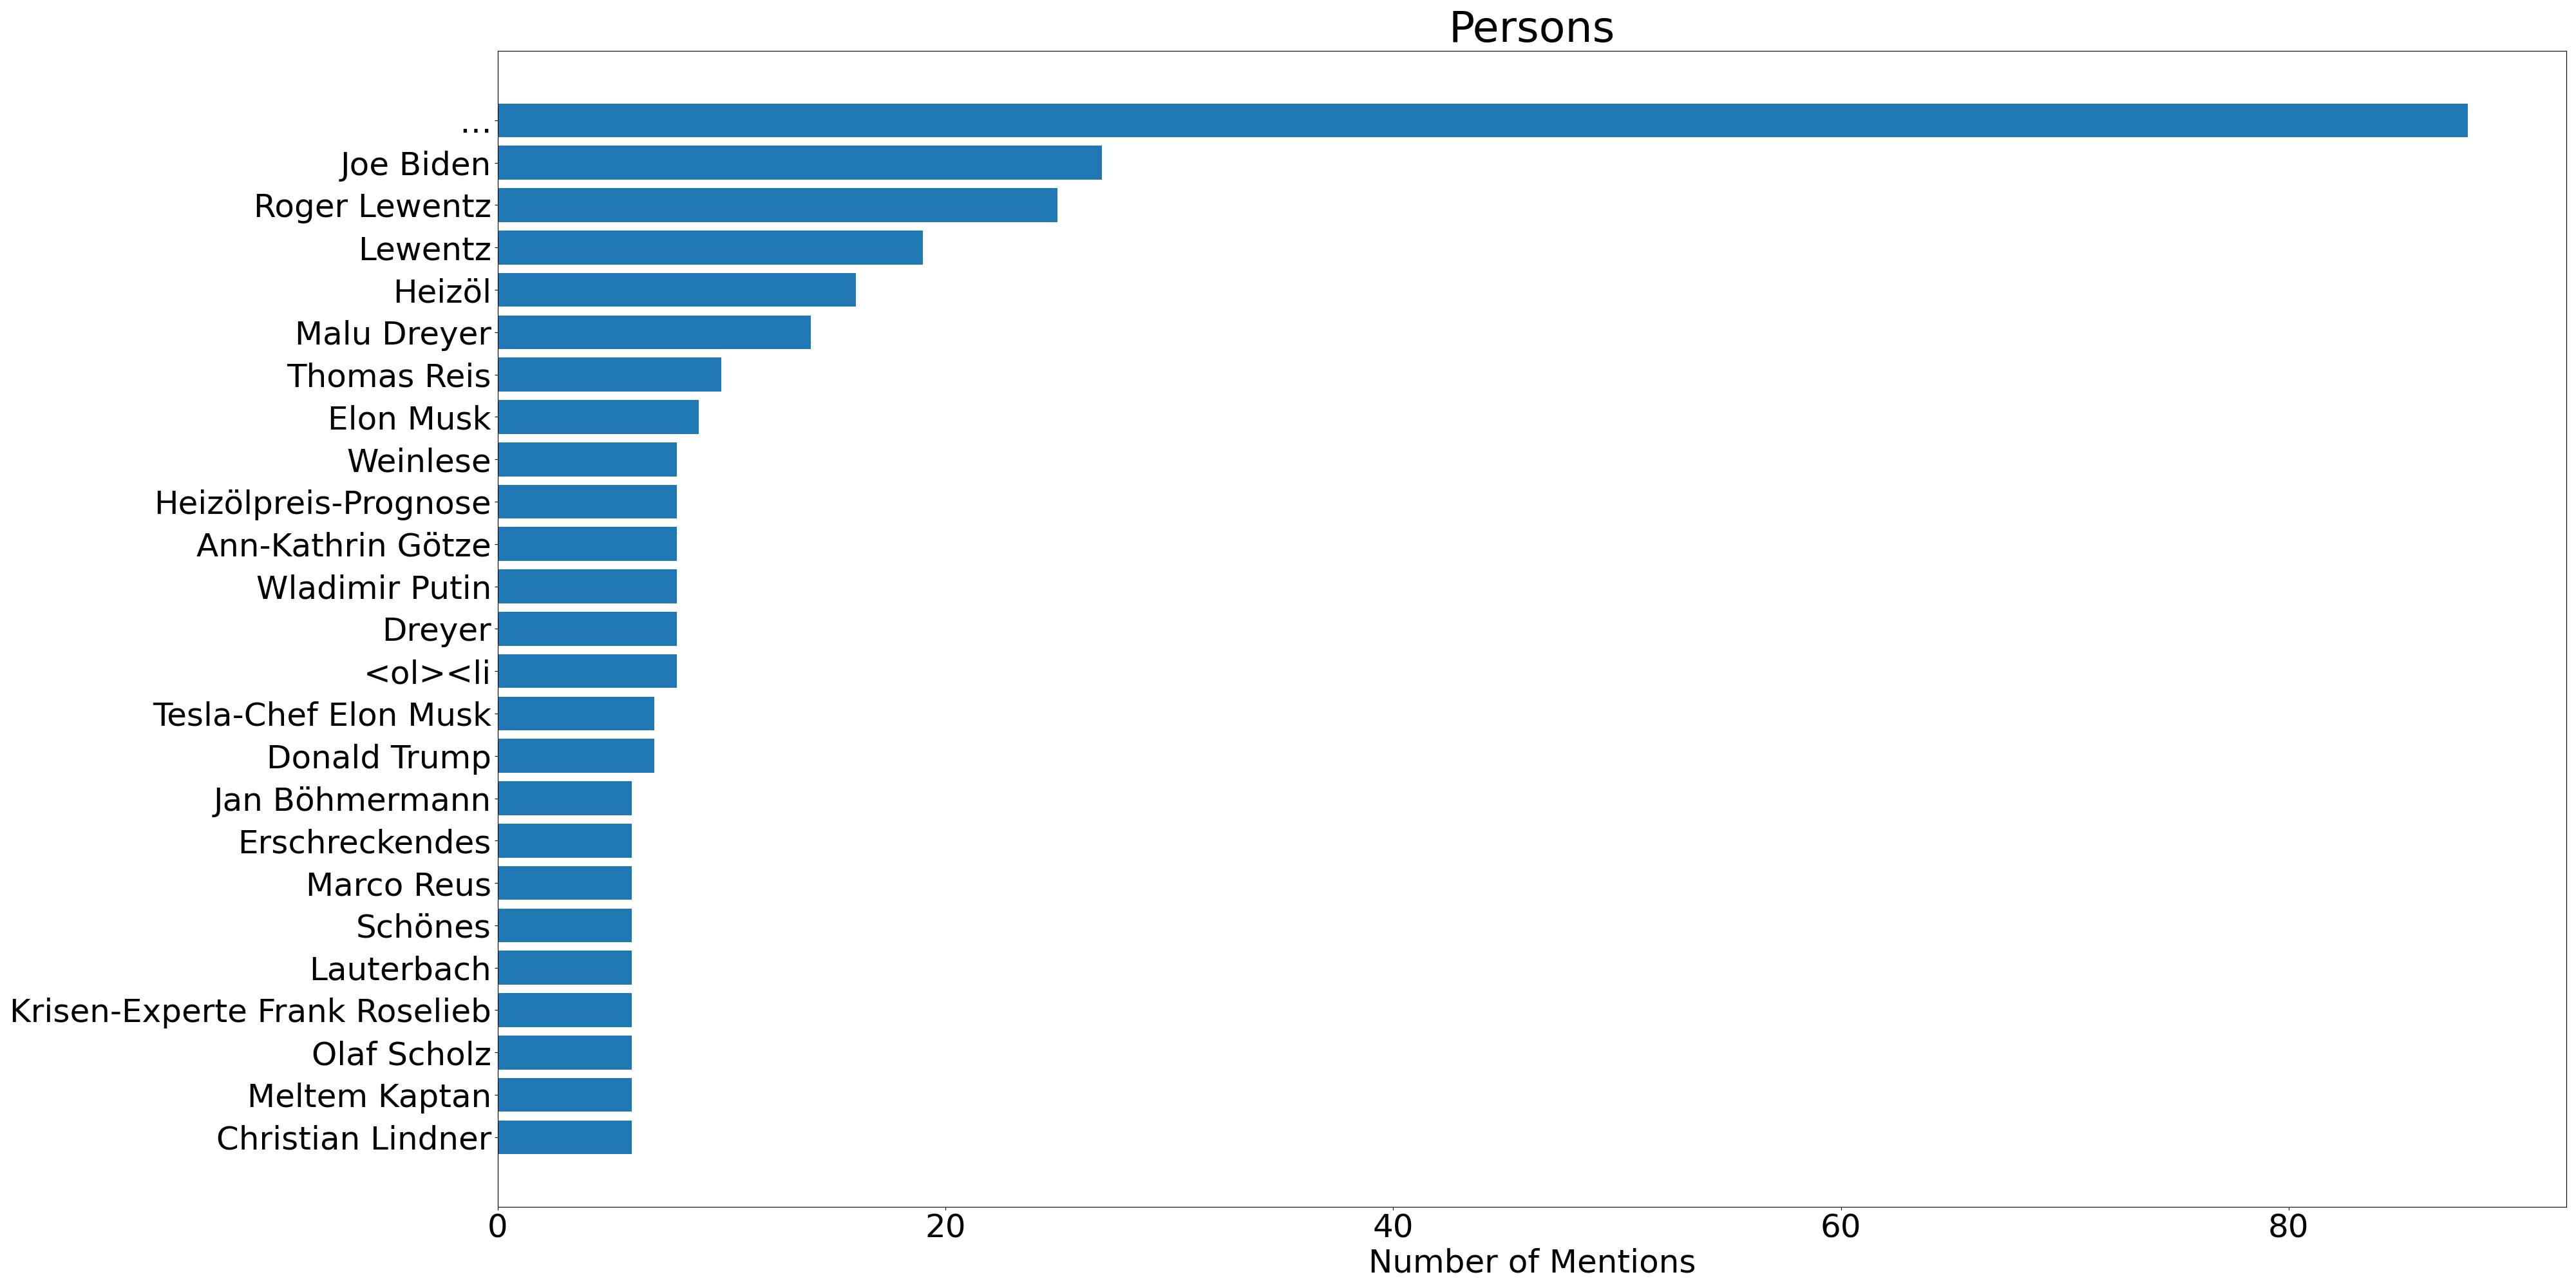 Persons
...
Joe Biden
Roger Lewentz
Lewentz
Heizöl
Malu Dreyer
Thomas Reis
Elon Musk
Weinlese
Heizölpreis-Prognose
Ann-Kathrin Götze
Wladimir Putin
Dreyer
<ol><li
Tesla-Chef Elon Musk
Donald Trump
Jan Böhmermann
Erschreckendes
Marco Reus
Schönes
Lauterbach
Krisen-Experte Frank Roselieb
Olaf Scholz
Meltem Kaptan
Christian Lindner
0 20 40 60 80
Number of Mentions